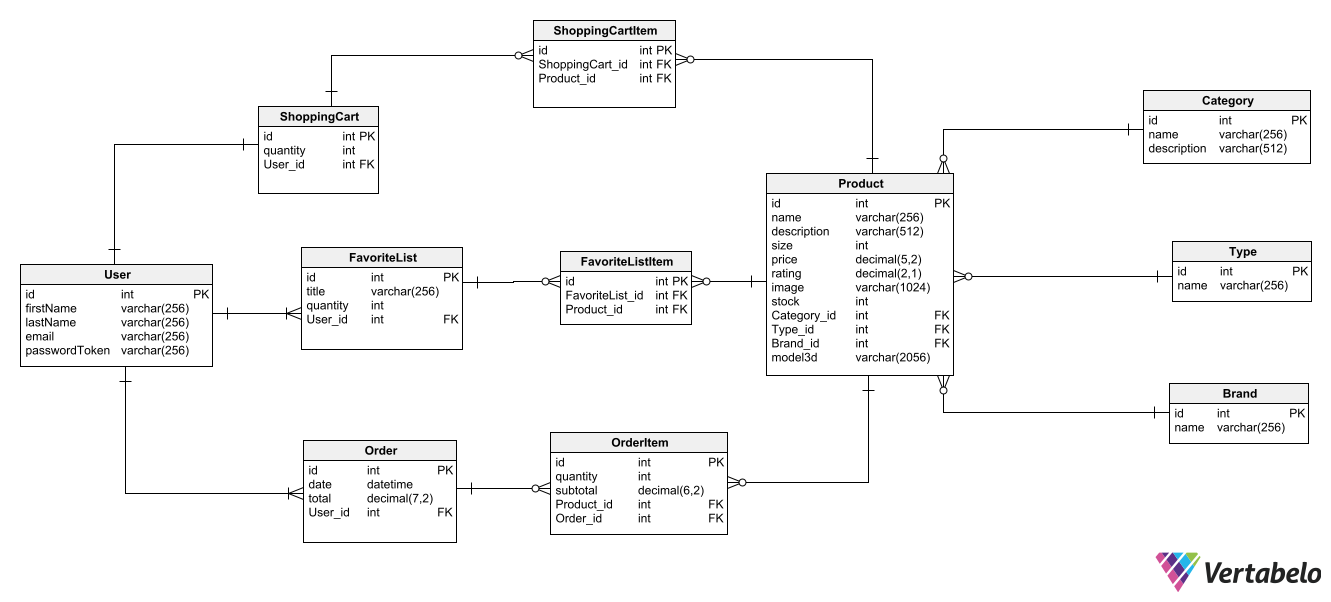 ShoppingCartItem
id int PK
ShoppingCart_id int FK
Product_id int FK
ShoppingCart
id int PK
quantity int
User_id int FK
Category
id int PK
name varchar(256)
description varchar(512)
Product
id int PK
name varchar(256)
description varchar(512)
size int
price decimal(5,2)
rating decimal(2,1)
image varchar(1024)
stock int
Category_id int FK
Type_id int FK
Brand_id int FK
model3d varchar(2056)
User
id int PK
firstName varchar(256)
lastName varchar(256)
email varchar(256)
passwordToken varchar(256)
FavoriteList
id int PK
title varchar(256)
quantity int
User_id int FK
FavoriteListItem
id int PK
FavoriteList_id int FK
Product_id int FK
Type
id int PK
name varchar(256)
Brand
id int PK
name varchar(256)
Order
id int PK
date datetime
total decimal(7,2)
User_id int FK
OrderItem
id int PK
quantity int
subtotal decimal(6,2)
Product_id int FK
Order_id int FK
Vertabelo